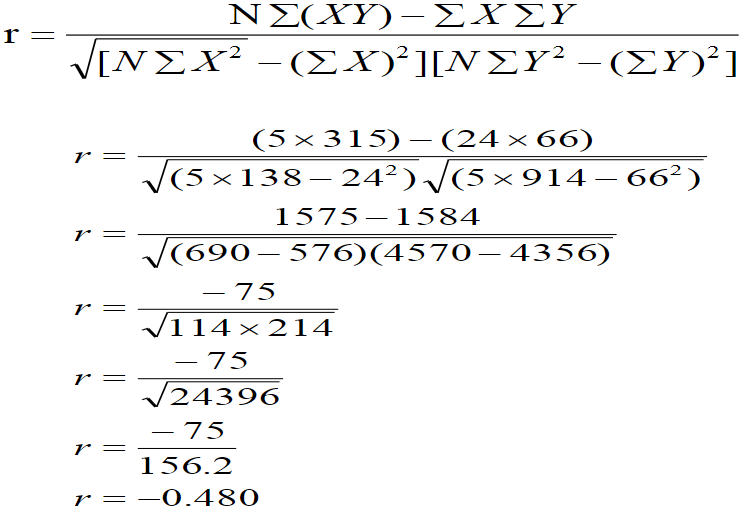 r = N ∑(XY) − ∑ X ∑ Y / √[N ∑ X² − (∑ X)²][N ∑ Y² − (∑ Y)²]
r = (5 × 315) − (24 × 66) / √(5 × 138 − 24²) √(5 × 914 − 66²)
r = 1575 − 1584 / √(690 − 576)(4570 − 4356)
r = − 75 / √114 × 214
r = − 75 / √24396
r = − 75 / 156.2
r = −0.480